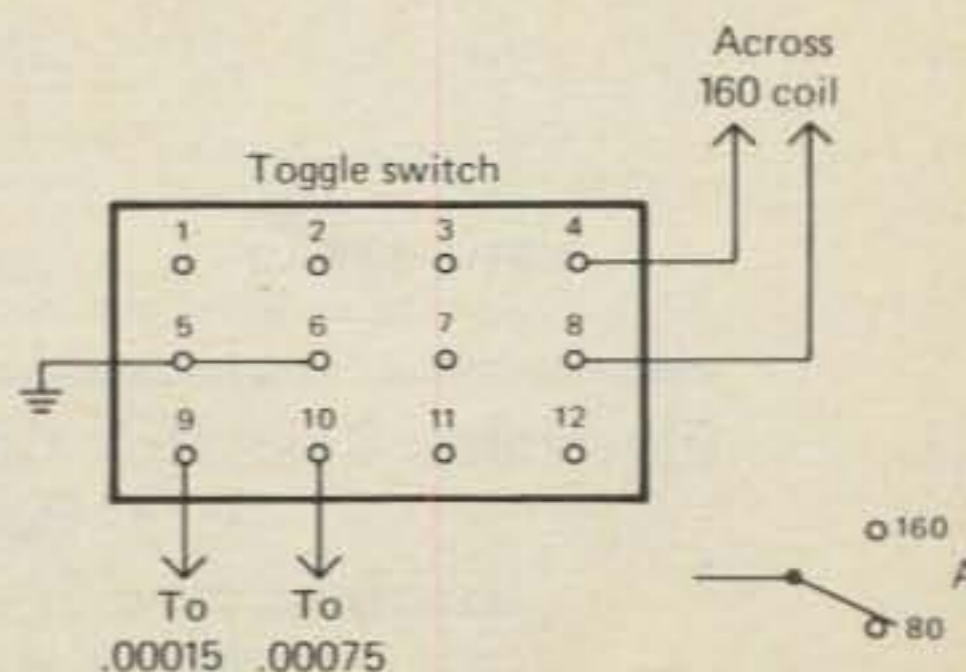 Across
160 coil
Toggle switch
1 2 3 4
5 6 7 8
9 10 11 12
160
A
80
To To
.00015 .00075